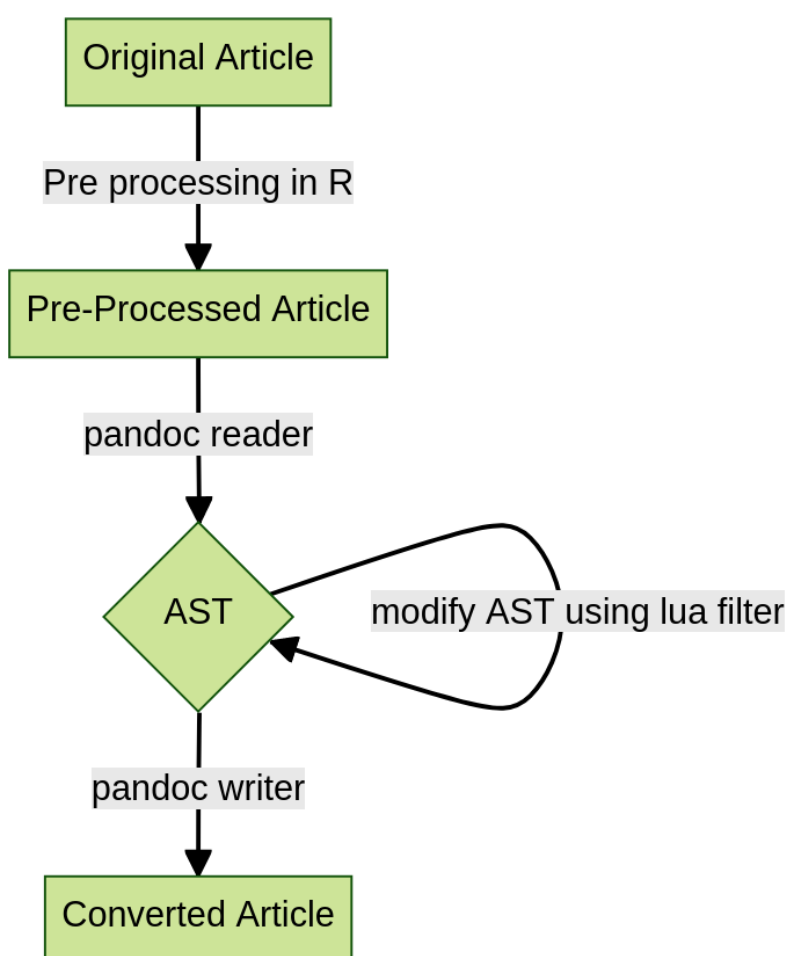 Original Article
Pre processing in R
Pre-Processed Article
pandoc reader
AST
modify AST using lua filter
pandoc writer
Converted Article